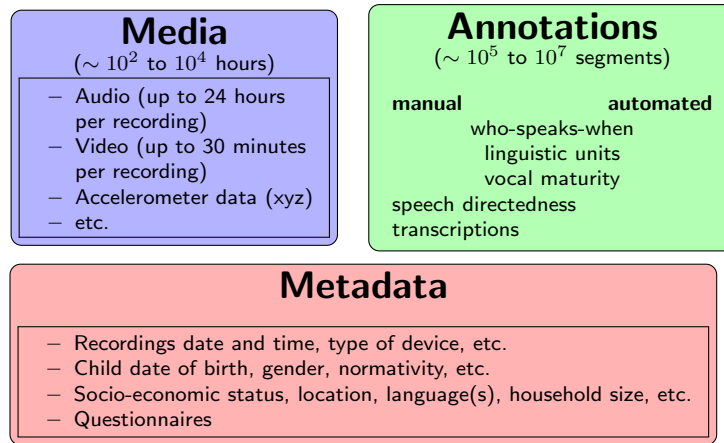 Media
(∼ 10² to 10⁴ hours)
– Audio (up to 24 hours
per recording)
– Video (up to 30 minutes
per recording)
– Accelerometer data (xyz)
– etc.
Annotations
(∼ 10⁵ to 10⁷ segments)
manual automated
who-speaks-when
linguistic units
vocal maturity
speech directedness
transcriptions
Metadata
– Recordings date and time, type of device, etc.
– Child date of birth, gender, normativity, etc.
– Socio-economic status, location, language(s), household size, etc.
– Questionnaires